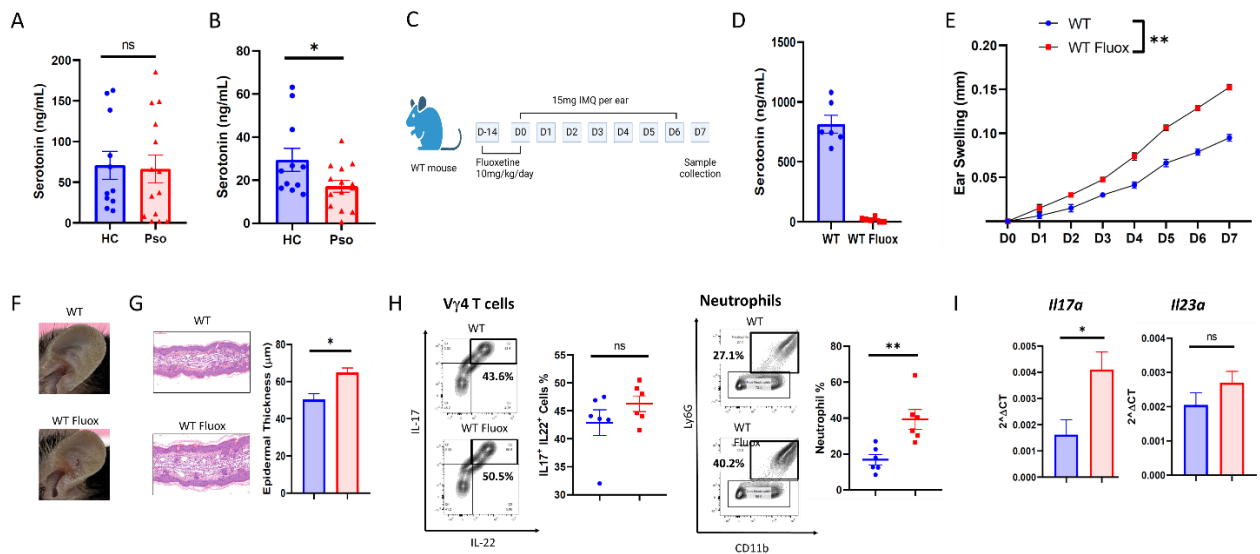 A
Serotonin (ng/mL)
200
150
100
50
0
ns
HC
Pso
B
Serotonin (ng/mL)
80
60
40
20
0
*
HC
Pso
C
15mg IMQ per ear
WT mouse
D-14
D0
D1
D2
D3
D4
D5
D6
D7
Fluoxetine
10mg/kg/day
Sample
collection
D
Serotonin (ng/mL)
1500
1000
500
0
WT
WT Fluox
E
WT
WT Fluox
**
Ear Swelling (mm)
0.20
0.15
0.10
0.05
D0
D1
D2
D3
D4
D5
D6
D7
F
WT
WT Fluox
G
WT
WT Fluox
Epidermal Thickness (μm)
80
60
40
20
0
*
H
Vγ4 T cells
WT
43.6%
WT Fluox
50.5%
IL-17
IL-22
IL17+ IL22+ Cells %
55
50
45
40
35
30
ns
Neutrophils
WT
27.1%
WT
Fluox
40.2%
Ly6G
CD11b
Neutrophil %
80
60
40
20
0
**
I
Il17a
2^ΔCT
0.005
0.004
0.003
0.002
0.001
0.000
*
Il23a
2^ΔCT
0.004
0.003
0.002
0.001
0.000
ns